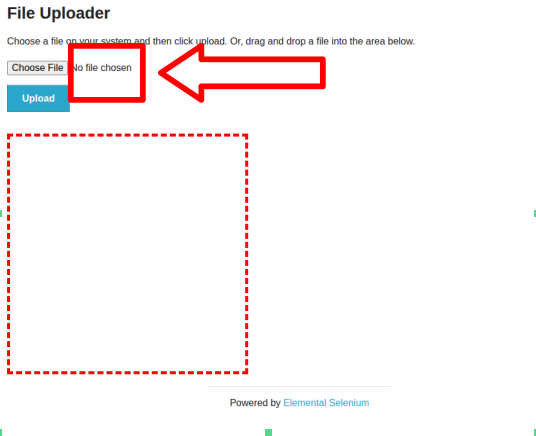 File Uploader
Choose a file on your system and then click upload. Or, drag and drop a file into the area below.
Choose File No file chosen
Upload
Powered by Elemental Selenium